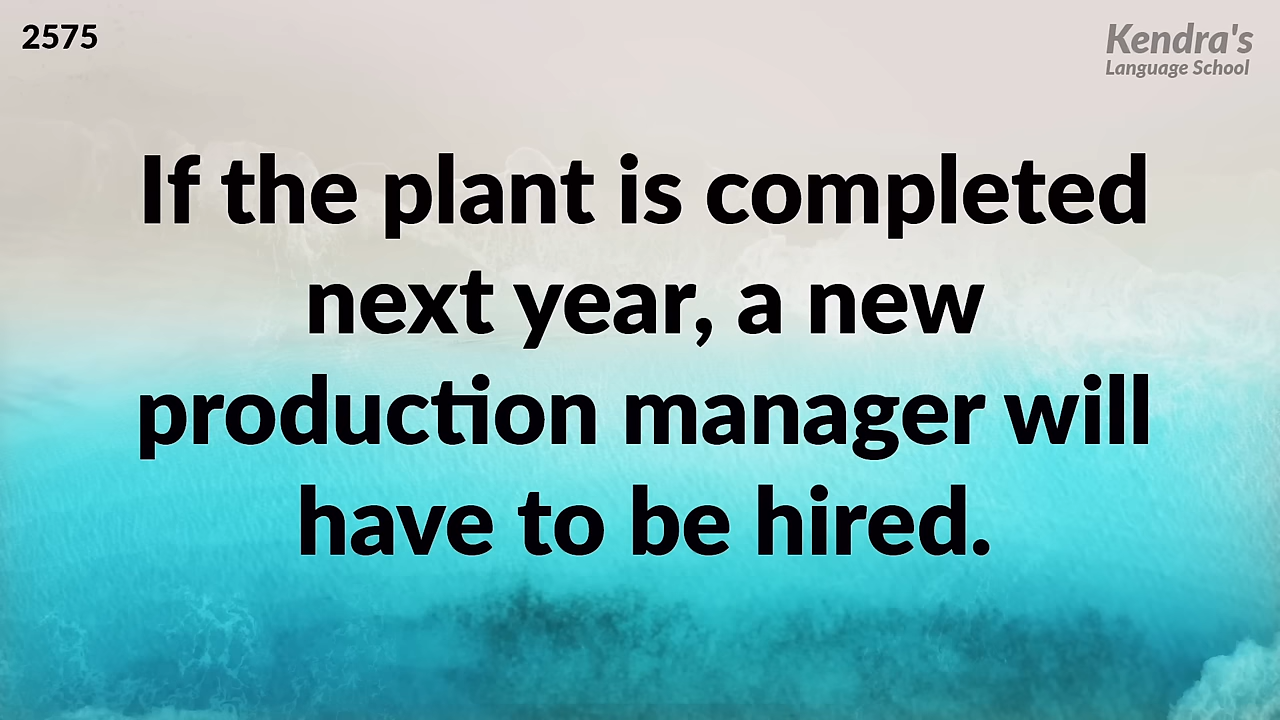 2575
Kendra's
Language School
If the plant is completed
next year, a new
production manager will
have to be hired.